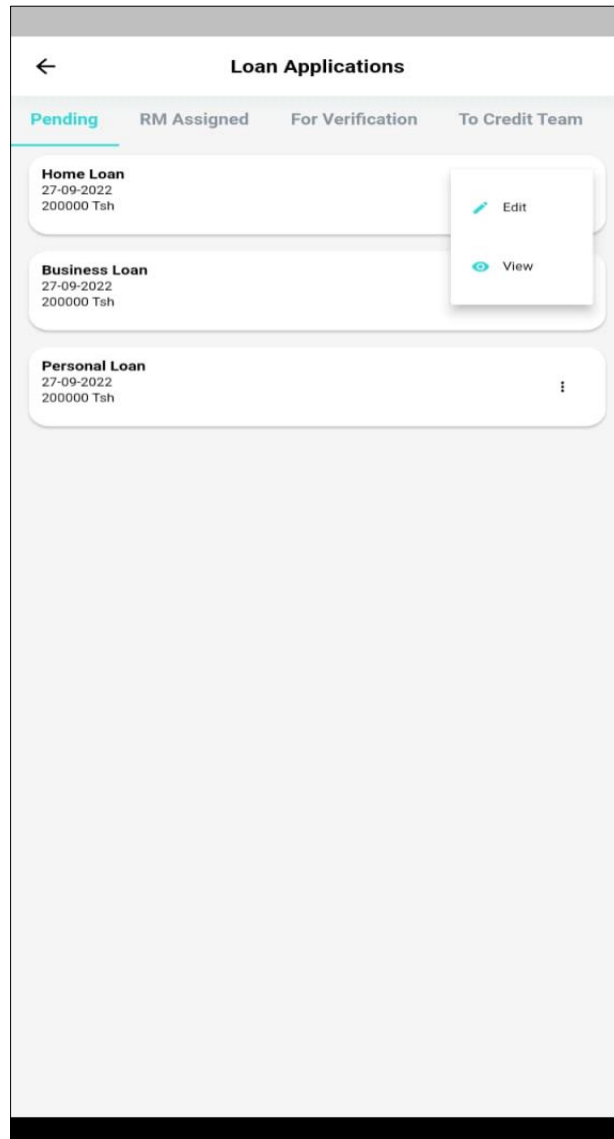 Loan Applications
Pending RM Assigned For Verification To Credit Team
Home Loan
27-09-2022
200000 Tsh
Edit
View
Business Loan
27-09-2022
200000 Tsh
Personal Loan
27-09-2022
200000 Tsh